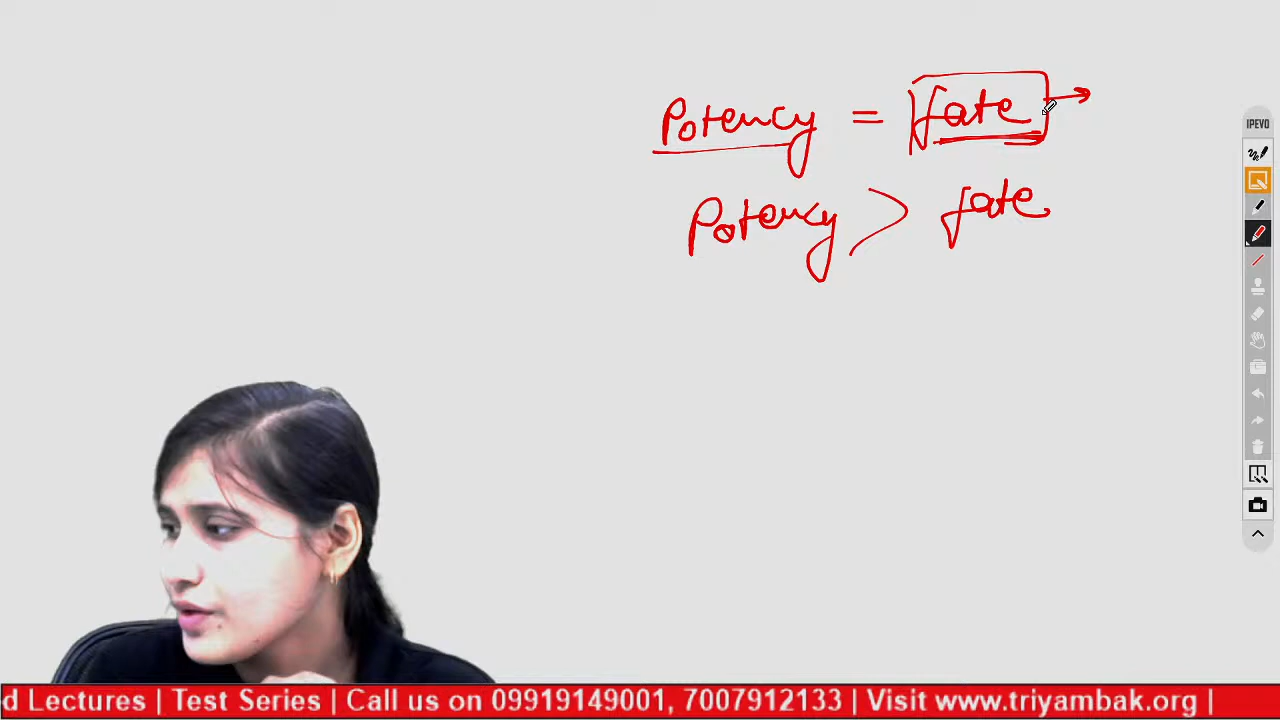 Potency = fate
Potency > fate
IPEVO
d Lectures | Test Series | Call us on 09919149001, 7007912133 | Visit www.triyambak.org |